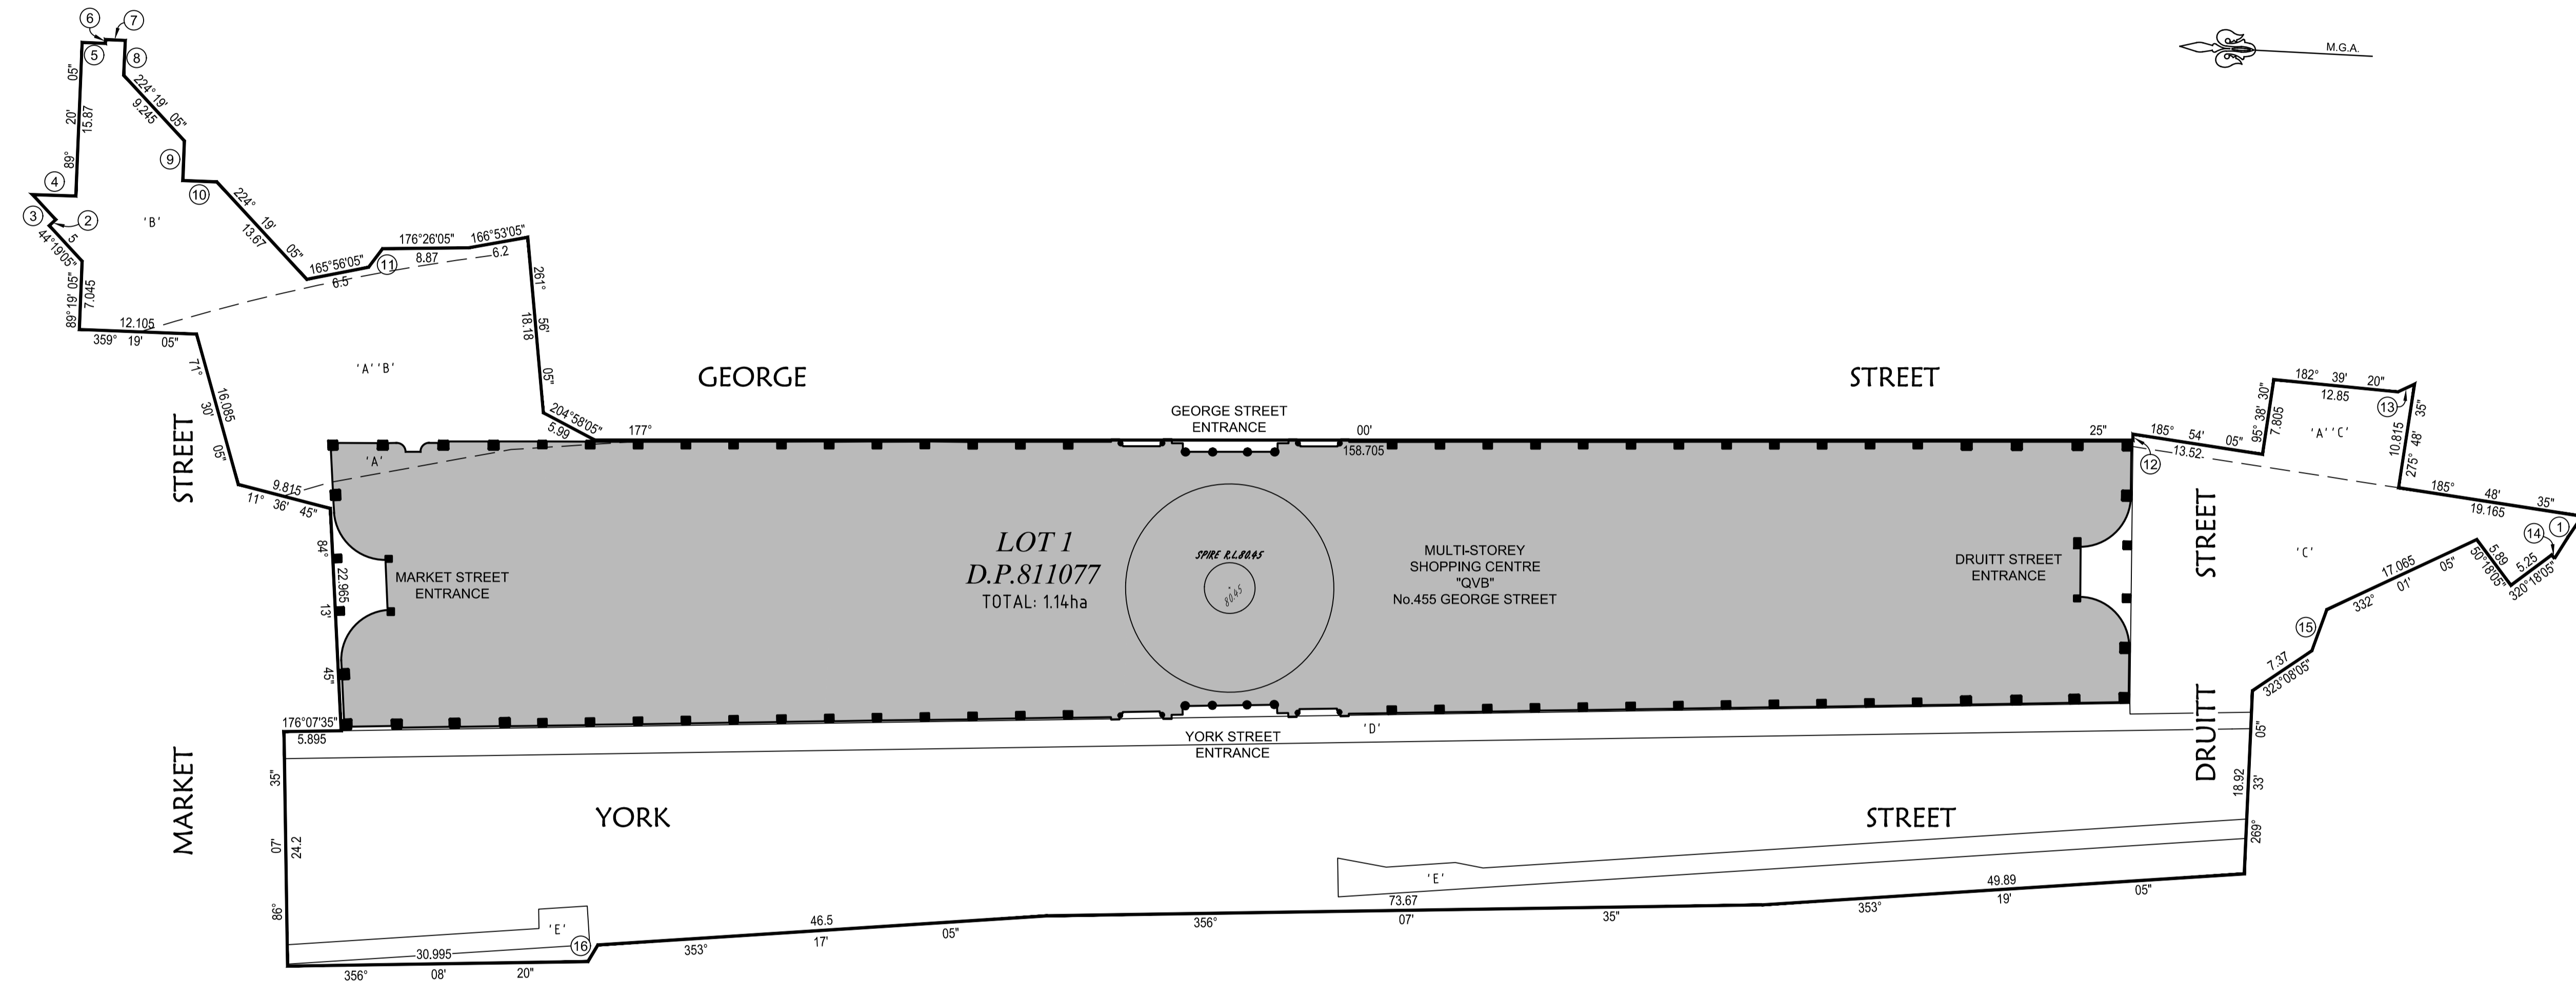 6
7
5
8
M.G.A.
89° 20' 05"
15.87
224° 19' 05"
9.245
9
4
10
3
2
'B'
44°19'05"
5
224° 19' 05"
13.67
176°26'05"
8.87
166°53'05"
6.2
165°56'05"
6.5
11
89° 19' 05"
7.045
12.105
359° 19' 05"
261° 56' 05"
18.18
'A' 'B'
71° 30' 05"
16.085
204°58'05"
5.99
GEORGE
STREET
GEORGE STREET
ENTRANCE
177° 00' 25"
158.705
182° 39' 20"
12.85
13
95° 38' 30"
7.805
'A' 'C'
275° 48' 35"
10.815
185° 54' 05"
13.52
12
185° 48' 35"
19.165
14
1
STREET
'A'
9.815
11° 36' 45"
84° 13' 45"
22.965
MARKET STREET
ENTRANCE
LOT 1
D.P.811077
TOTAL: 1.14ha
SPIRE R.L.80.45
80.45
MULTI-STOREY
SHOPPING CENTRE
"QVB"
No.455 GEORGE STREET
DRUITT STREET
ENTRANCE
STREET
'C'
17.065
332° 01' 05"
5.89
50°18'05"
5.25
320°18'05"
15
7.37
323°08'05"
176°07'35"
5.895
'D'
YORK STREET
ENTRANCE
MARKET
DRUITT
86° 07' 35"
24.2
YORK
STREET
269° 33' 05"
18.92
'E'
'E'
16
30.995
356° 08' 20"
46.5
353° 17' 05"
73.67
356° 07' 35"
49.89
353° 19' 05"